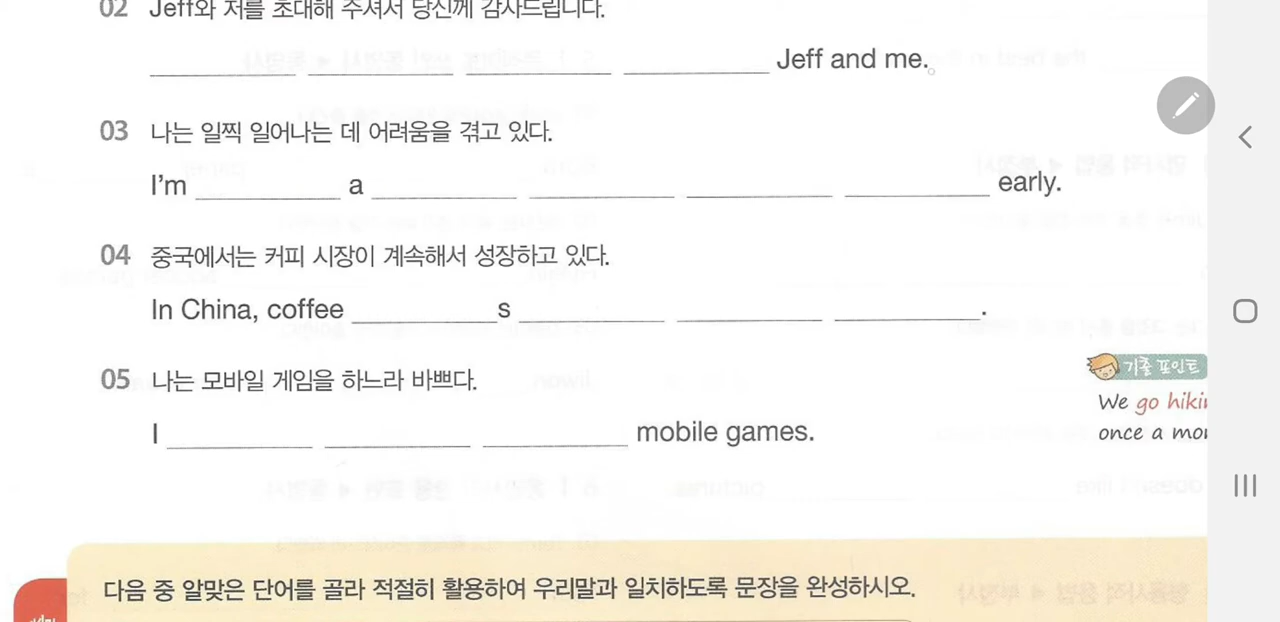 02 Jeff와 저를 초대해 주셔서 당신께 감사드립니다.
Jeff and me.
03 나는 일찍 일어나는 데 어려움을 겪고 있다.
I'm a early.
04 중국에서는 커피 시장이 계속해서 성장하고 있다.
In China, coffee s .
05 나는 모바일 게임을 하느라 바쁘다.
기출 포인트
We go hikin
once a mon
I mobile games.
다음 중 알맞은 단어를 골라 적절히 활용하여 우리말과 일치하도록 문장을 완성하시오.